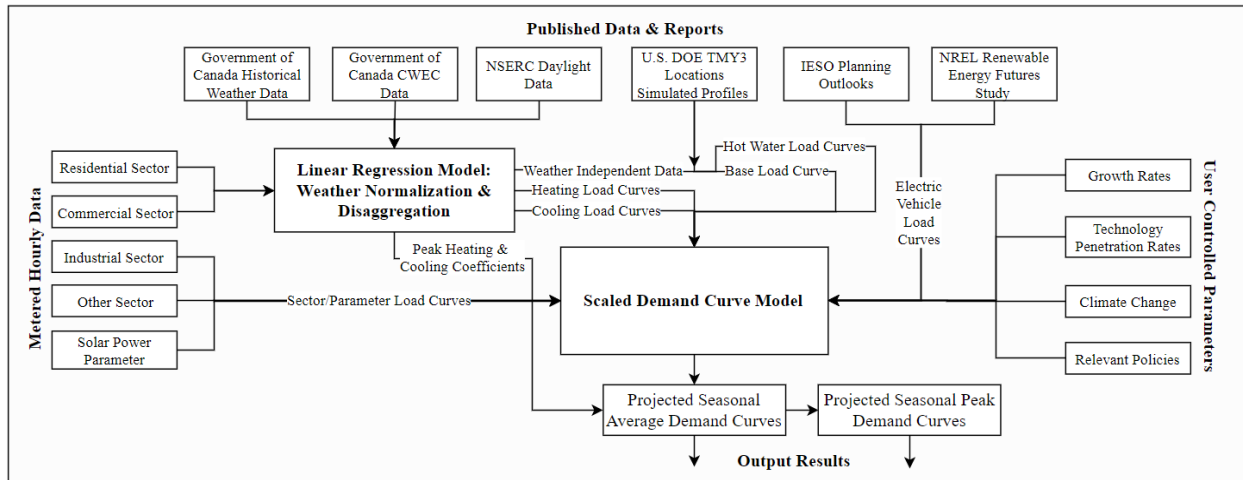 Published Data & Reports
Government of
Canada Historical
Weather Data
Government of
Canada CWEC
Data
NSERC Daylight
Data
U.S. DOE TMY3
Locations
Simulated Profiles
IESO Planning
Outlooks
NREL Renewable
Energy Futures
Study
Metered Hourly Data
Residential Sector
Commercial Sector
Industrial Sector
Other Sector
Solar Power
Parameter
Linear Regression Model:
Weather Normalization &
Disaggregation
Weather Independent Data
Heating Load Curves
Cooling Load Curves
Hot Water Load Curves
Base Load Curve
Peak Heating &
Cooling Coefficients
Sector/Parameter Load Curves
Electric
Vehicle
Load
Curves
Scaled Demand Curve Model
User Controlled Parameters
Growth Rates
Technology
Penetration Rates
Climate Change
Relevant Policies
Projected Seasonal
Average Demand Curves
Projected Seasonal Peak
Demand Curves
Output Results